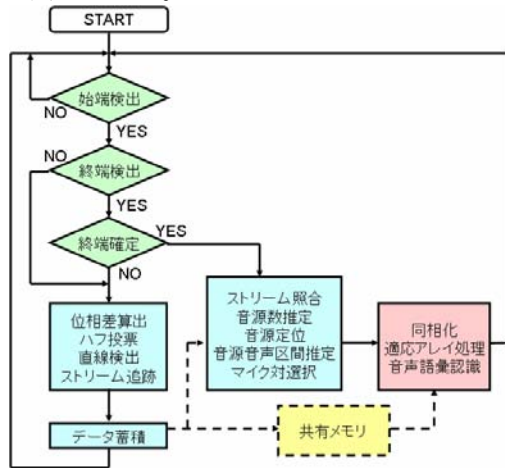 START
始端検出
NO
YES
NO
終端検出
YES
終端確定
YES
NO
位相差算出
ハフ投票
直線検出
ストリーム追跡
ストリーム照合
音源数推定
音源定位
音源音声区間推定
マイク対選択
同相化
適応アレイ処理
音声語彙認識
データ蓄積
共有メモリ